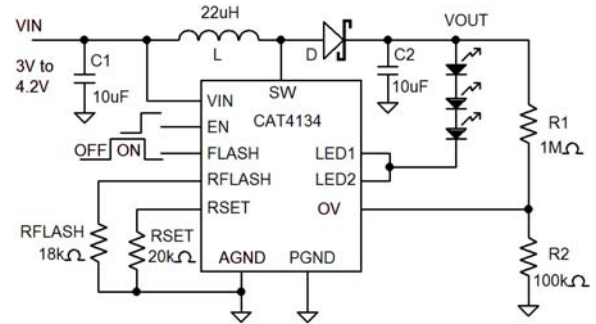 22uH
VIN
VOUT
L
D
C1
C2
3V to
4.2V
10uF
10uF
SW
VIN
CAT4134
R1
1MΩ
EN
OFF ON
FLASH
LED1
RFLASH
LED2
RSET
OV
RFLASH
18kΩ
RSET
20kΩ
AGND
PGND
R2
100kΩ